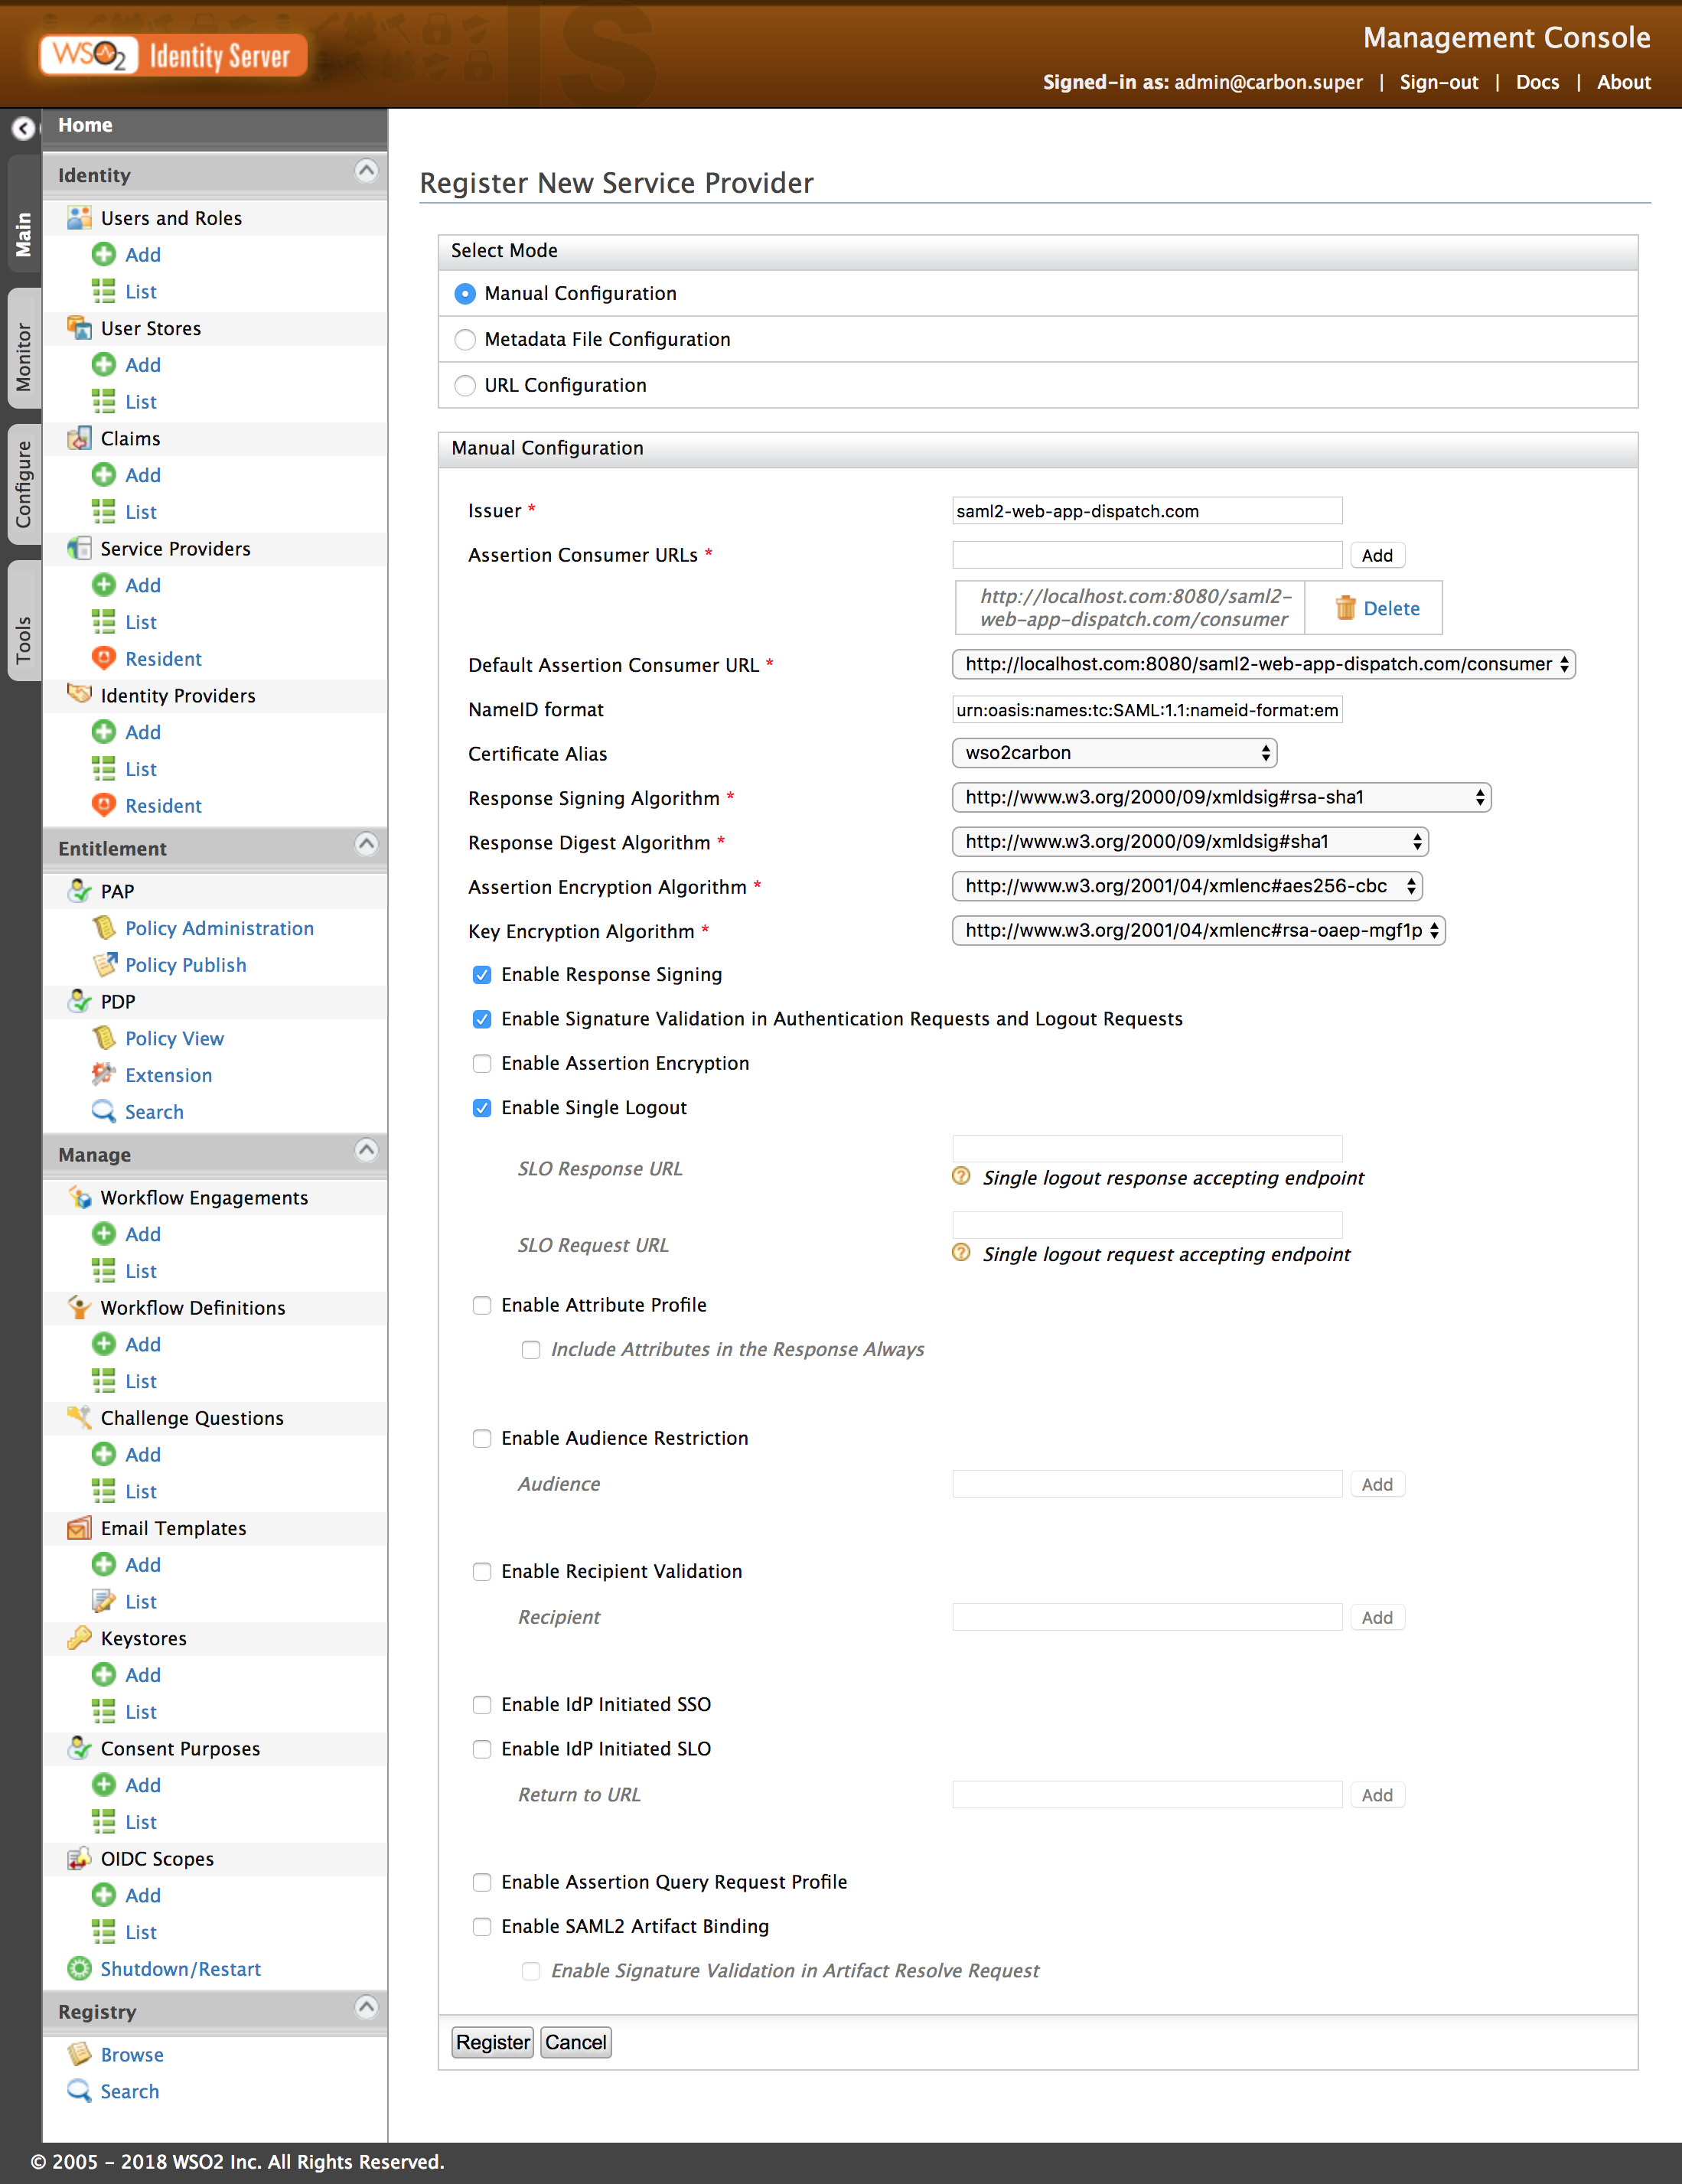 WSO2 Identity Server
Management Console
Signed-in as: admin@carbon.super | Sign-out | Docs | About
Main
Monitor
Configure
Tools
Home
Identity
Users and Roles
Add
List
User Stores
Add
List
Claims
Add
List
Service Providers
Add
List
Resident
Identity Providers
Add
List
Resident
Entitlement
PAP
Policy Administration
Policy Publish
PDP
Policy View
Extension
Search
Manage
Workflow Engagements
Add
List
Workflow Definitions
Add
List
Challenge Questions
Add
List
Email Templates
Add
List
Keystores
Add
List
Consent Purposes
Add
List
OIDC Scopes
Add
List
Shutdown/Restart
Registry
Browse
Search
Register New Service Provider
Select Mode
Manual Configuration
Metadata File Configuration
URL Configuration
Manual Configuration
Issuer * saml2-web-app-dispatch.com
Assertion Consumer URLs * Add
http://localhost.com:8080/saml2-
web-app-dispatch.com/consumer
Delete
Default Assertion Consumer URL * http://localhost.com:8080/saml2-web-app-dispatch.com/consumer
NameID format urn:oasis:names:tc:SAML:1.1:nameid-format:em
Certificate Alias wso2carbon
Response Signing Algorithm * http://www.w3.org/2000/09/xmldsig#rsa-sha1
Response Digest Algorithm * http://www.w3.org/2000/09/xmldsig#sha1
Assertion Encryption Algorithm * http://www.w3.org/2001/04/xmlenc#aes256-cbc
Key Encryption Algorithm * http://www.w3.org/2001/04/xmlenc#rsa-oaep-mgf1p
Enable Response Signing
Enable Signature Validation in Authentication Requests and Logout Requests
Enable Assertion Encryption
Enable Single Logout
SLO Response URL
Single logout response accepting endpoint
SLO Request URL
Single logout request accepting endpoint
Enable Attribute Profile
Include Attributes in the Response Always
Enable Audience Restriction
Audience Add
Enable Recipient Validation
Recipient Add
Enable IdP Initiated SSO
Enable IdP Initiated SLO
Return to URL Add
Enable Assertion Query Request Profile
Enable SAML2 Artifact Binding
Enable Signature Validation in Artifact Resolve Request
Register Cancel
© 2005 - 2018 WSO2 Inc. All Rights Reserved.